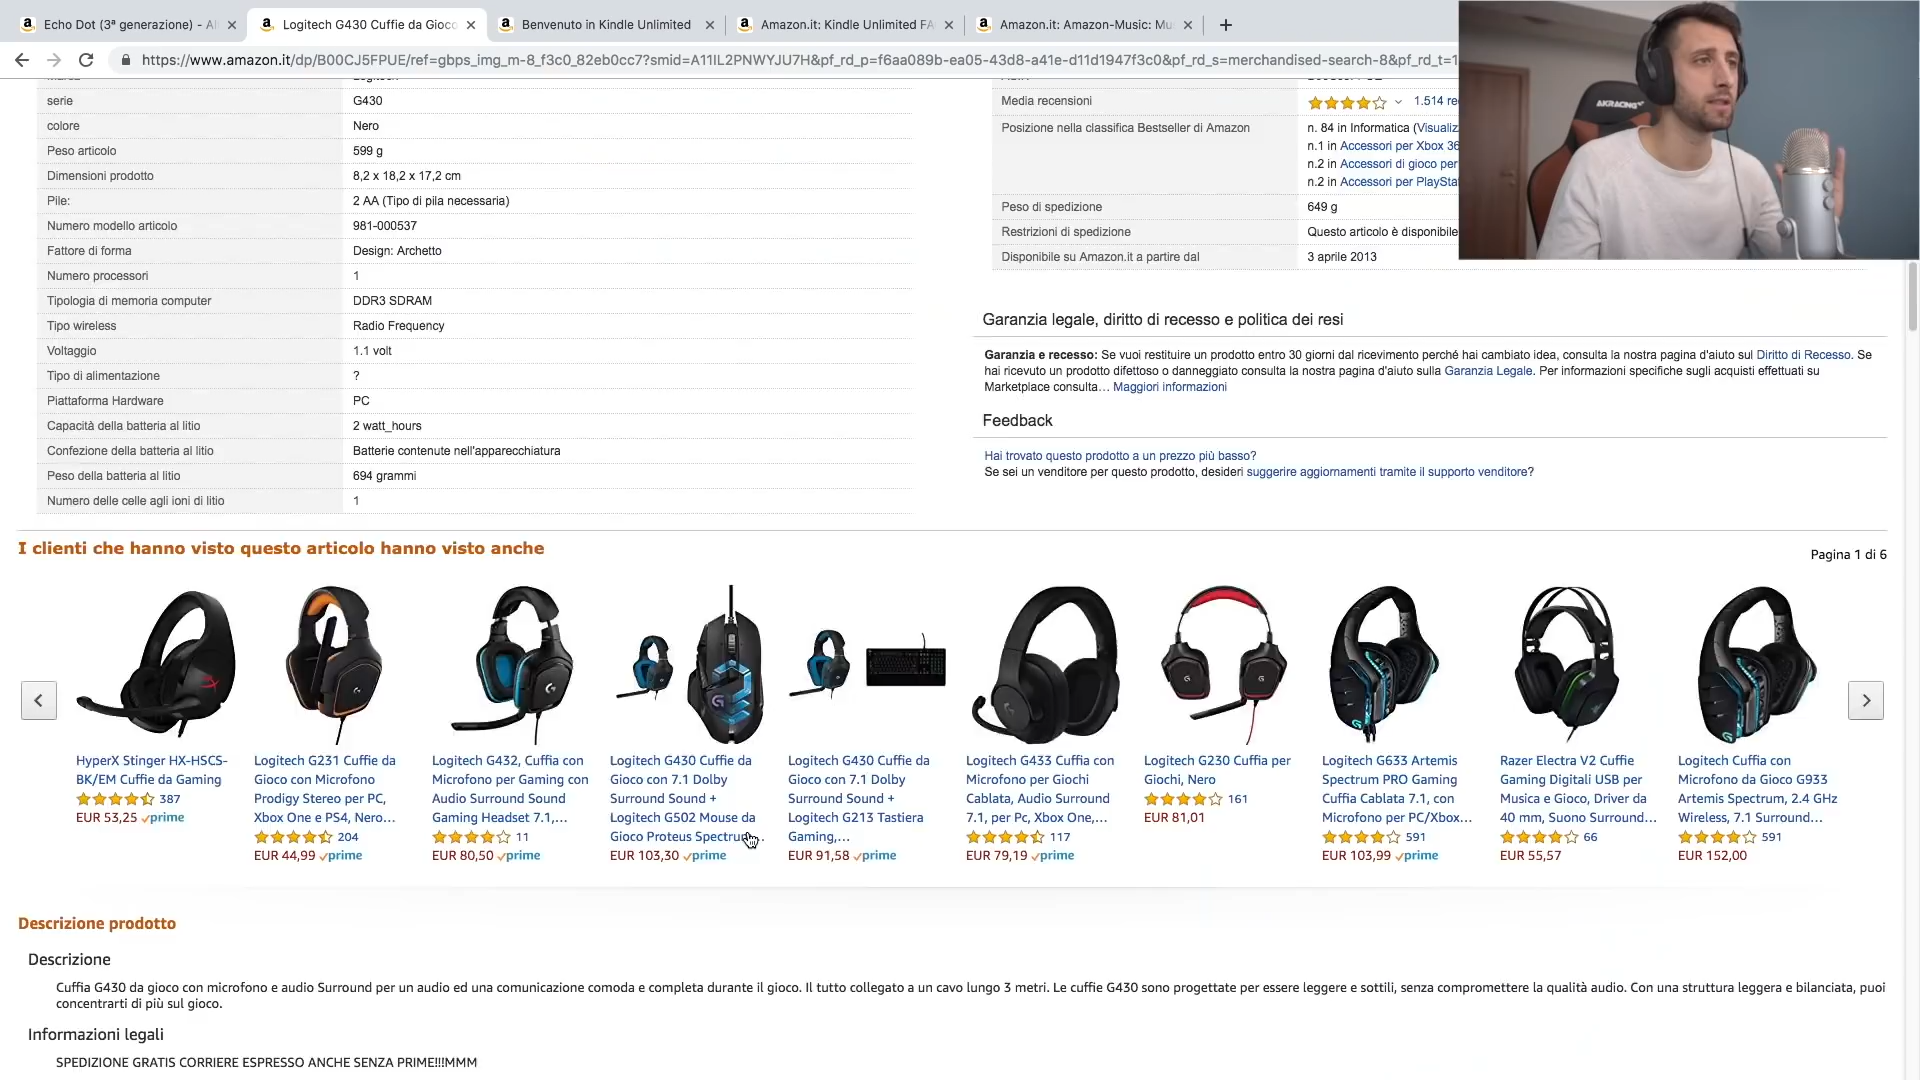 Echo Dot (3ª generazione) - Al
Logitech G430 Cuffie da Gioco
Benvenuto in Kindle Unlimited
Amazon.it: Kindle Unlimited FA
Amazon.it: Amazon-Music: Mu
https://www.amazon.it/dp/B00CJ5FPUE/ref=gbps_img_m-8_f3c0_82eb0cc7?smid=A11IL2PNWYJU7H&pf_rd_p=f6aa089b-ea05-43d8-a41e-d11d1947f3c0&pf_rd_s=merchandised-search-8&pf_rd_t=1
serie G430
colore Nero
Peso articolo 599 g
Dimensioni prodotto 8,2 x 18,2 x 17,2 cm
Pile: 2 AA (Tipo di pila necessaria)
Numero modello articolo 981-000537
Fattore di forma Design: Archetto
Numero processori 1
Tipologia di memoria computer DDR3 SDRAM
Tipo wireless Radio Frequency
Voltaggio 1.1 volt
Tipo di alimentazione ?
Piattaforma Hardware PC
Capacità della batteria al litio 2 watt_hours
Confezione della batteria al litio Batterie contenute nell'apparecchiatura
Peso della batteria al litio 694 grammi
Numero delle celle agli ioni di litio 1
Media recensioni 1.514 re
Posizione nella classifica Bestseller di Amazon n. 84 in Informatica (Visualiz
n.1 in Accessori per Xbox 36
n.2 in Accessori di gioco per
n.2 in Accessori per PlaySta
Peso di spedizione 649 g
Restrizioni di spedizione Questo articolo è disponibile
Disponibile su Amazon.it a partire dal 3 aprile 2013
AKRACING
Garanzia legale, diritto di recesso e politica dei resi
Garanzia e recesso: Se vuoi restituire un prodotto entro 30 giorni dal ricevimento perché hai cambiato idea, consulta la nostra pagina d'aiuto sul Diritto di Recesso. Se
hai ricevuto un prodotto difettoso o danneggiato consulta la nostra pagina d'aiuto sulla Garanzia Legale. Per informazioni specifiche sugli acquisti effettuati su
Marketplace consulta… Maggiori informazioni
Feedback
Hai trovato questo prodotto a un prezzo più basso?
Se sei un venditore per questo prodotto, desideri suggerire aggiornamenti tramite il supporto venditore?
I clienti che hanno visto questo articolo hanno visto anche
Pagina 1 di 6
HyperX Stinger HX-HSCS-
BK/EM Cuffie da Gaming
387
EUR 53,25 prime
Logitech G231 Cuffie da
Gioco con Microfono
Prodigy Stereo per PC,
Xbox One e PS4, Nero...
204
EUR 44,99 prime
Logitech G432, Cuffia con
Microfono per Gaming con
Audio Surround Sound
Gaming Headset 7.1,...
11
EUR 80,50 prime
Logitech G430 Cuffie da
Gioco con 7.1 Dolby
Surround Sound +
Logitech G502 Mouse da
Gioco Proteus Spectrum...
EUR 103,30 prime
Logitech G430 Cuffie da
Gioco con 7.1 Dolby
Surround Sound +
Logitech G213 Tastiera
Gaming,...
EUR 91,58 prime
Logitech G433 Cuffia con
Microfono per Giochi
Cablata, Audio Surround
7.1, per Pc, Xbox One,...
117
EUR 79,19 prime
Logitech G230 Cuffia per
Giochi, Nero
161
EUR 81,01
Logitech G633 Artemis
Spectrum PRO Gaming
Cuffia Cablata 7.1, con
Microfono per PC/Xbox...
591
EUR 103,99 prime
Razer Electra V2 Cuffie
Gaming Digitali USB per
Musica e Gioco, Driver da
40 mm, Suono Surround...
66
EUR 55,57
Logitech Cuffia con
Microfono da Gioco G933
Artemis Spectrum, 2.4 GHz
Wireless, 7.1 Surround...
591
EUR 152,00
Descrizione prodotto
Descrizione
Cuffia G430 da gioco con microfono e audio Surround per un audio ed una comunicazione comoda e completa durante il gioco. Il tutto collegato a un cavo lungo 3 metri. Le cuffie G430 sono progettate per essere leggere e sottili, senza compromettere la qualità audio. Con una struttura leggera e bilanciata, puoi
concentrarti di più sul gioco.
Informazioni legali
SPEDIZIONE GRATIS CORRIERE ESPRESSO ANCHE SENZA PRIME!!!MMM